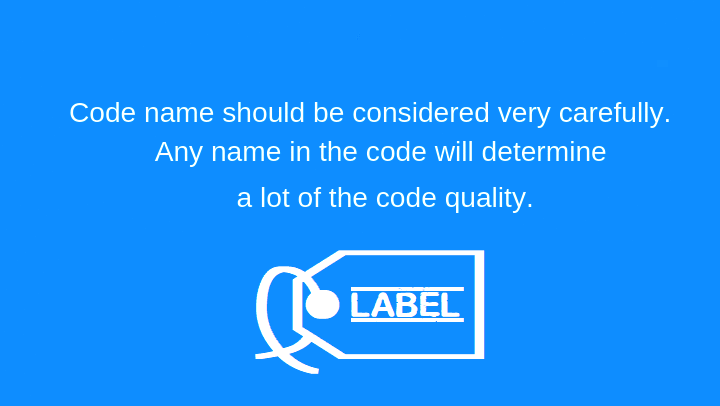 Code name should be considered very carefully.
Any name in the code will determine
a lot of the code quality.
LABEL